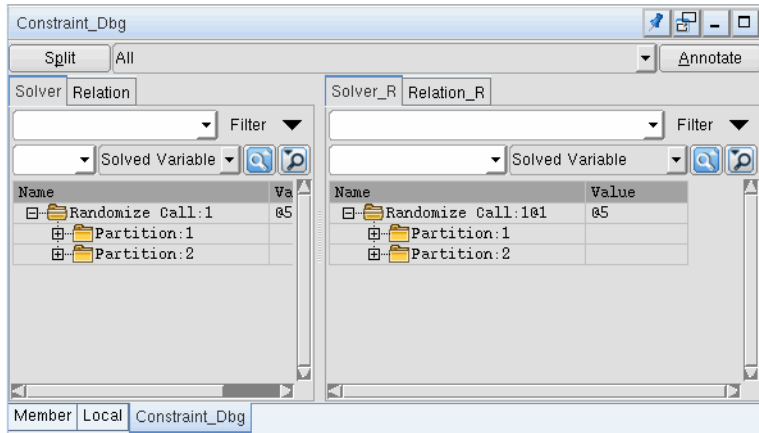 Constraint_Dbg
Split All Annotate
Solver Relation Solver_R Relation_R
Filter Filter
Solved Variable Solved Variable
Name Va Name Value
Randomize Call:1 @5 Randomize Call:1@1 @5
Partition:1 Partition:1
Partition:2 Partition:2
Member Local Constraint_Dbg